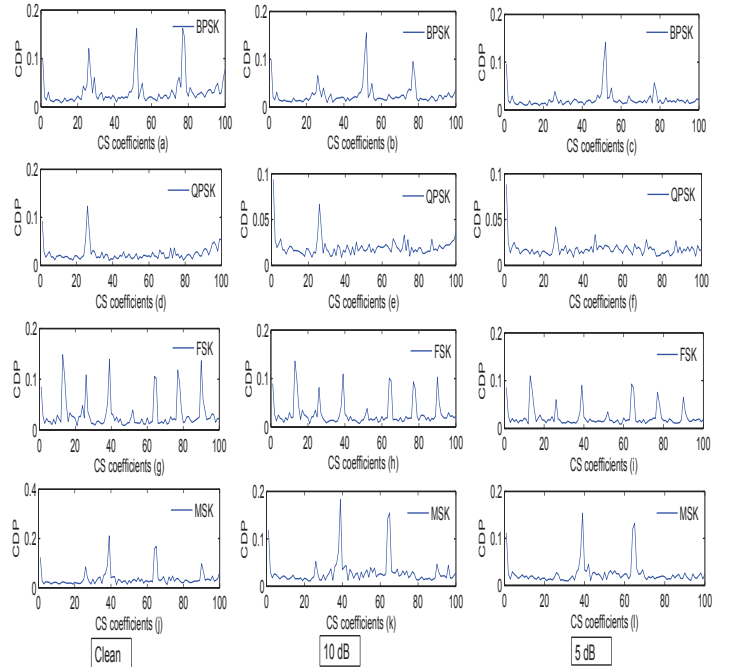 CDP
0.2
0.1
0
BPSK
0 20 40 60 80 100
CS coefficients (a)
CDP
0.2
0.1
0
BPSK
0 20 40 60 80 100
CS coefficients (b)
CDP
0.2
0.1
0
BPSK
0 20 40 60 80 100
CS coefficients (c)
CDP
0.2
0.1
0
QPSK
0 20 40 60 80 100
CS coefficients (d)
CDP
0.1
0.05
0
QPSK
0 20 40 60 80 100
CS coefficients (e)
CDP
0.1
0.05
0
QPSK
0 20 40 60 80 100
CS coefficients (f)
CDP
0.2
0.1
0
FSK
0 20 40 60 80 100
CS coefficients (g)
CDP
0.2
0.1
0
FSK
0 20 40 60 80 100
CS coefficients (h)
CDP
0.2
0.1
0
FSK
0 20 40 60 80 100
CS coefficients (i)
CDP
0.4
0.2
0
MSK
0 20 40 60 80 100
CS coefficients (j)
CDP
0.2
0.1
0
MSK
0 20 40 60 80 100
CS coefficients (k)
CDP
0.2
0.1
0
MSK
0 20 40 60 80 100
CS coefficients (l)
Clean
10 dB
5 dB